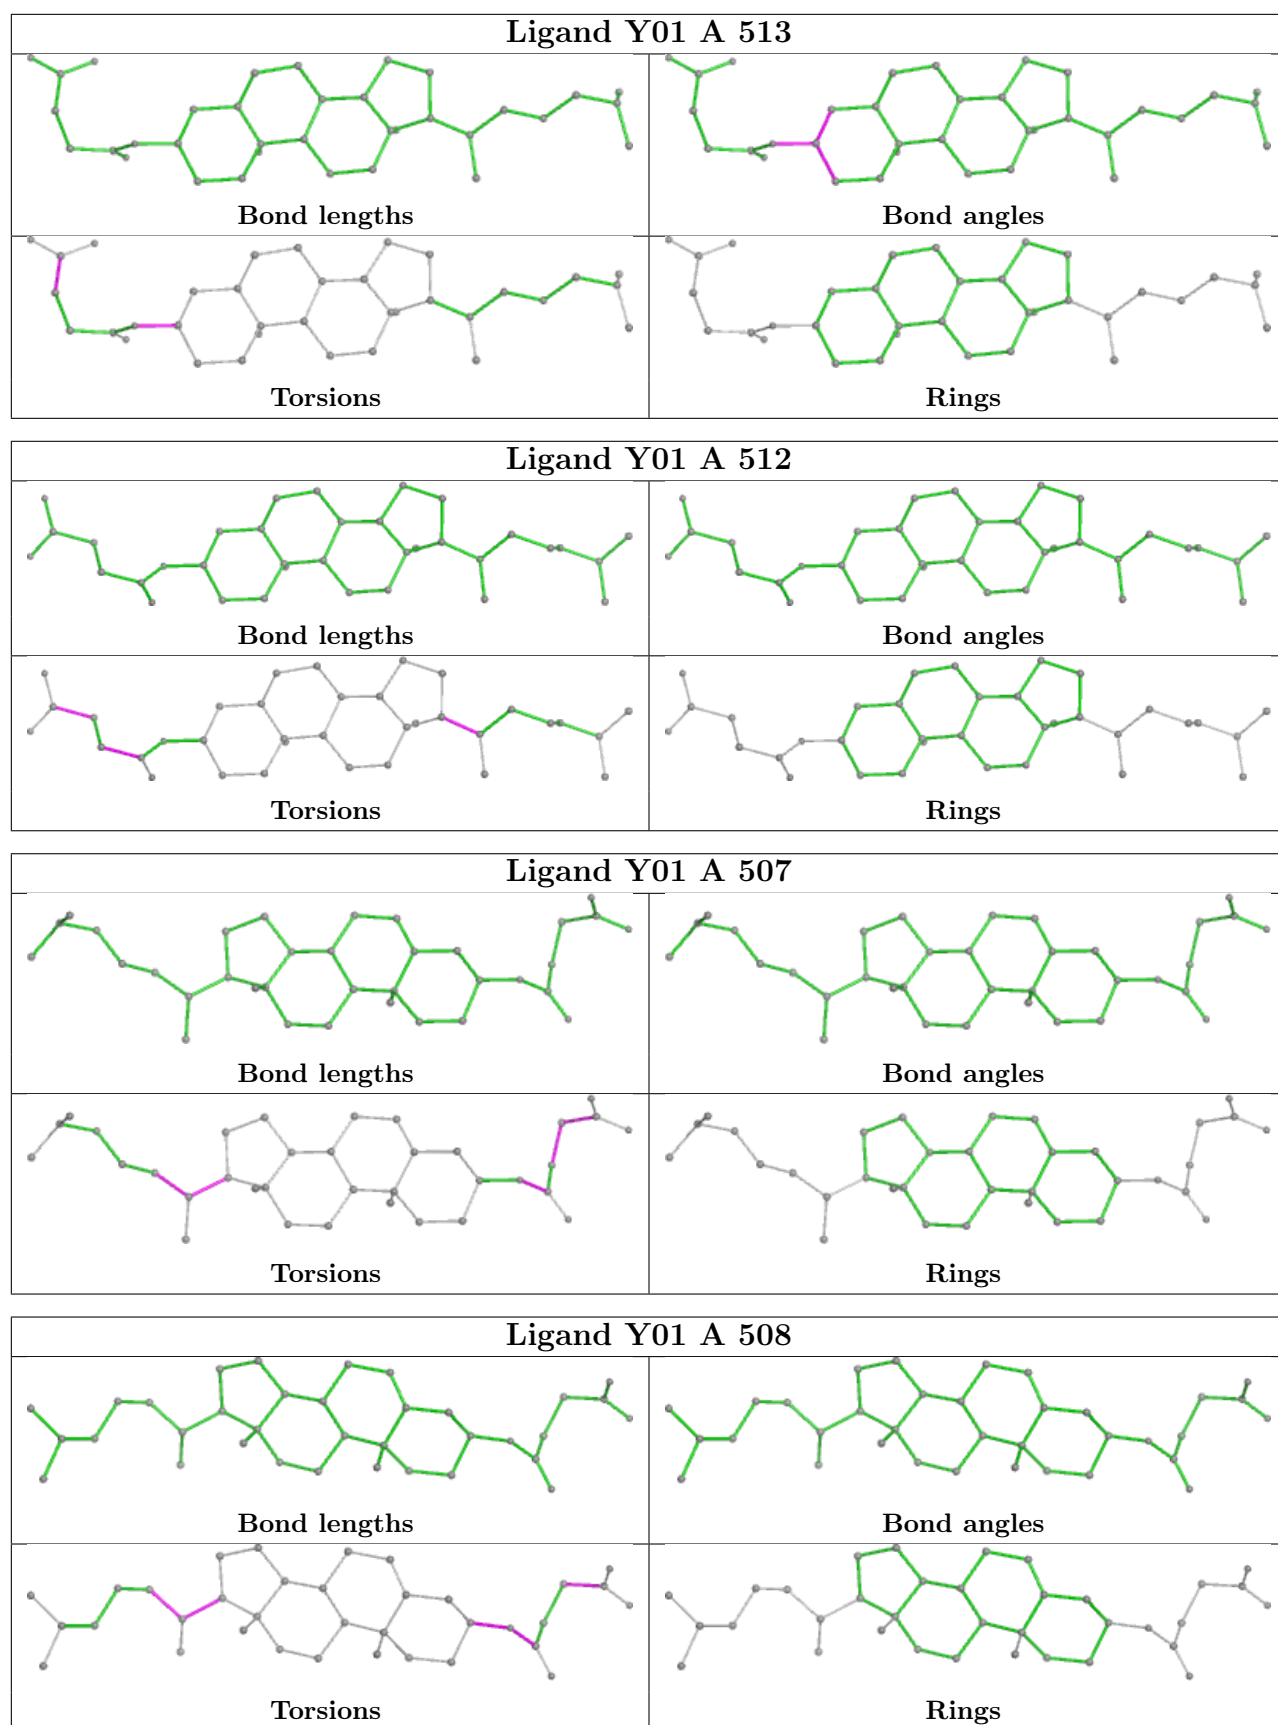 Ligand Y01 A 513
Bond lengths
Bond angles
Torsions
Rings
Ligand Y01 A 512
Bond lengths
Bond angles
Torsions
Rings
Ligand Y01 A 507
Bond lengths
Bond angles
Torsions
Rings
Ligand Y01 A 508
Bond lengths
Bond angles
Torsions
Rings